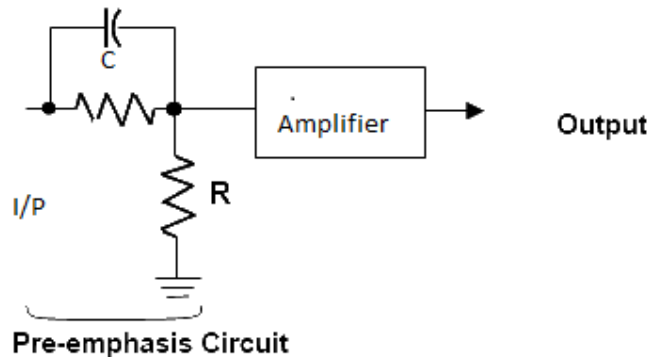 C
Amplifier
Output
R
I/P
Pre-emphasis Circuit